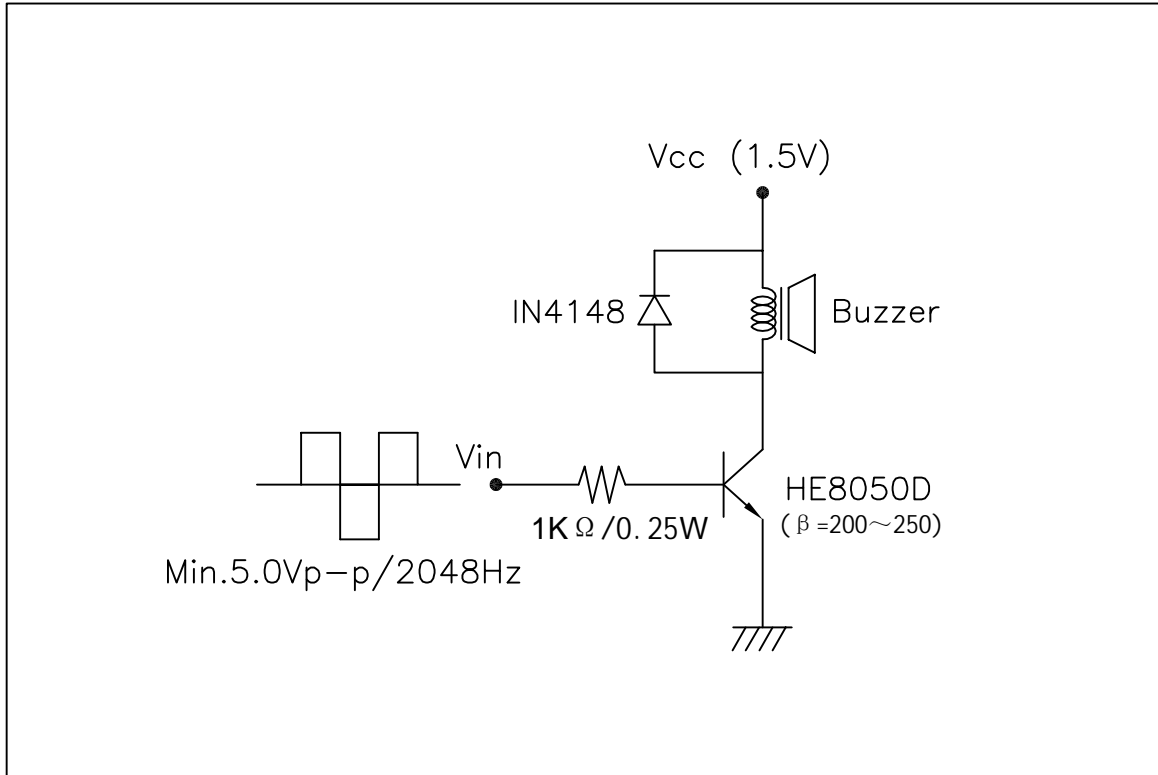 Vcc (1.5V)
IN4148
Buzzer
Vin
HE8050D
(β=200～250)
1KΩ/0.25W
Min.5.0Vp-p/2048Hz